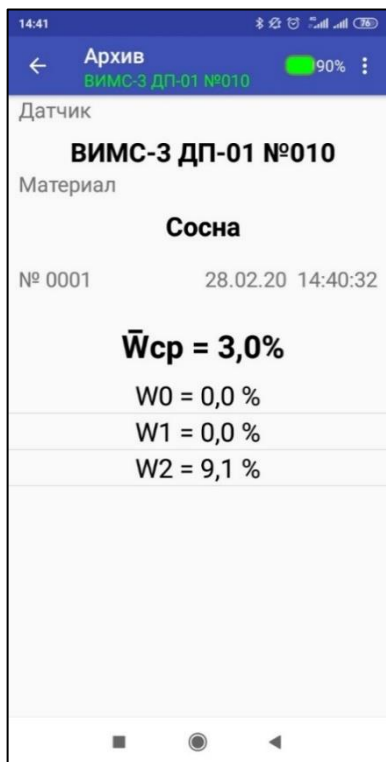 14:41 76
Архив
ВИМС-3 ДП-01 №010 90%
Датчик
ВИМС-3 ДП-01 №010
Материал
Сосна
№ 0001 28.02.20 14:40:32
W̅ср = 3,0%
W0 = 0,0 %
W1 = 0,0 %
W2 = 9,1 %